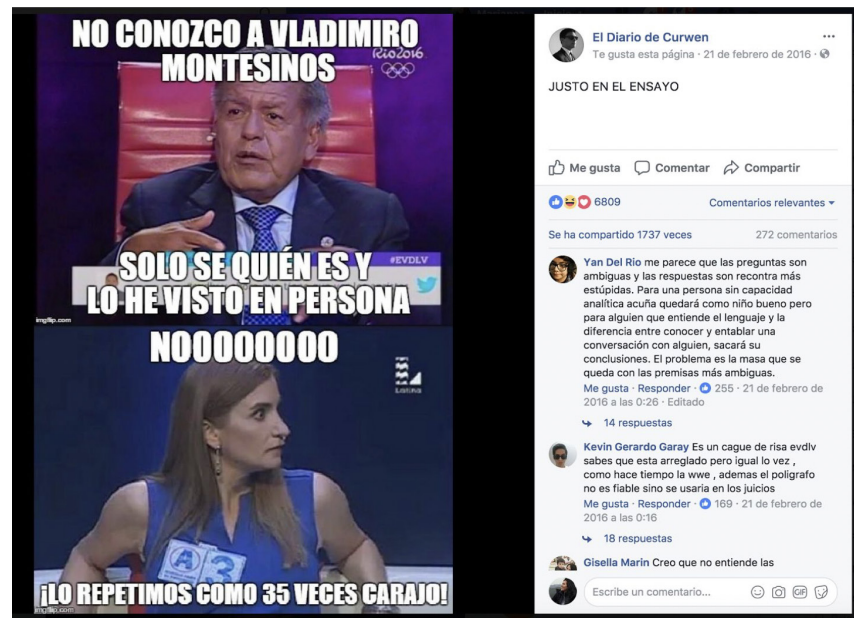 NO CONOZCO A VLADIMIRO
MONTESINOS
Rio2016
#EVDLV
SOLO SE QUIÉN ES Y
LO HE VISTO EN PERSONA
imgflip.com
NOOOOOOOO
Latina
A 3
¡LO REPETIMOS COMO 35 VECES CARAJO!
imgflip.com
El Diario de Curwen
Te gusta esta página · 21 de febrero de 2016 ·
JUSTO EN EL ENSAYO
Me gusta Comentar Compartir
6809 Comentarios relevantes
Se ha compartido 1737 veces 272 comentarios
Yan Del Rio me parece que las preguntas son
ambiguas y las respuestas son recontra más
estúpidas. Para una persona sin capacidad
analítica acuña quedará como niño bueno pero
para alguien que entiende el lenguaje y la
diferencia entre conocer y entablar una
conversación con alguien, sacará su
conclusiones. El problema es la masa que se
queda con las premisas más ambiguas.
Me gusta · Responder · 255 · 21 de febrero de
2016 a las 0:26 · Editado
14 respuestas
Kevin Gerardo Garay Es un cague de risa evdlv
sabes que esta arreglado pero igual lo vez ,
como hace tiempo la wwe , ademas el poligrafo
no es fiable sino se usaria en los juicios
Me gusta · Responder · 169 · 21 de febrero de
2016 a las 0:16
18 respuestas
Gisella Marin Creo que no entiende las
Escribe un comentario...
GIF